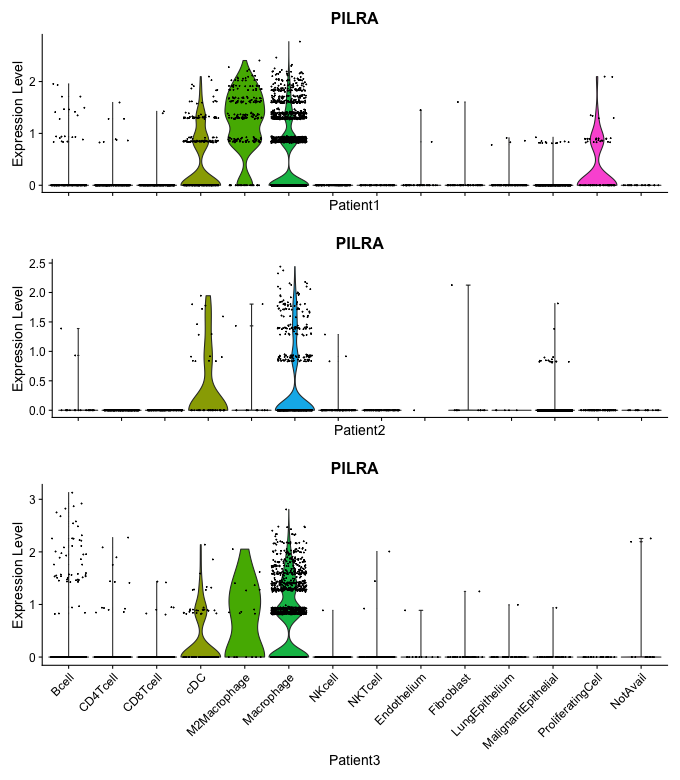 PILRA
Expression Level
2
1
0
Patient1
PILRA
Expression Level
2.5
2.0
1.5
1.0
0.5
0.0
Patient2
PILRA
Expression Level
3
2
1
0
Bcell
CD4Tcell
CD8Tcell
cDC
M2Macrophage
Macrophage
NKcell
NKTcell
Endothelium
Fibroblast
LungEpithelium
MalignantEpithelial
ProliferatingCell
NotAvail
Patient3